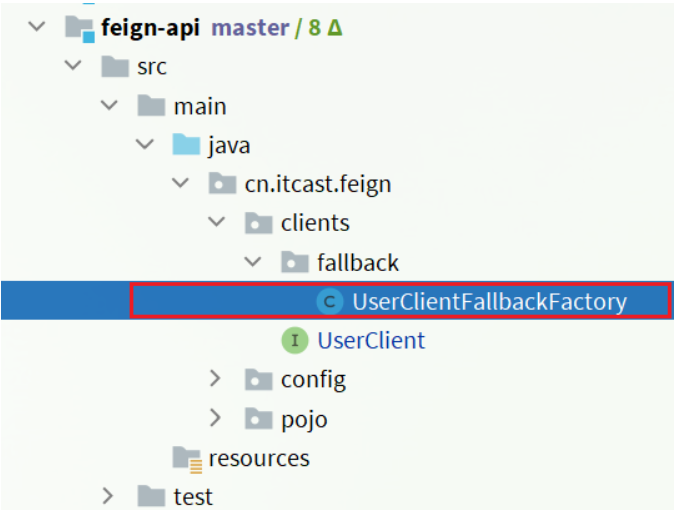 feign-api master / 8 Δ
src
main
java
cn.itcast.feign
clients
fallback
C UserClientFallbackFactory
I UserClient
config
pojo
resources
test